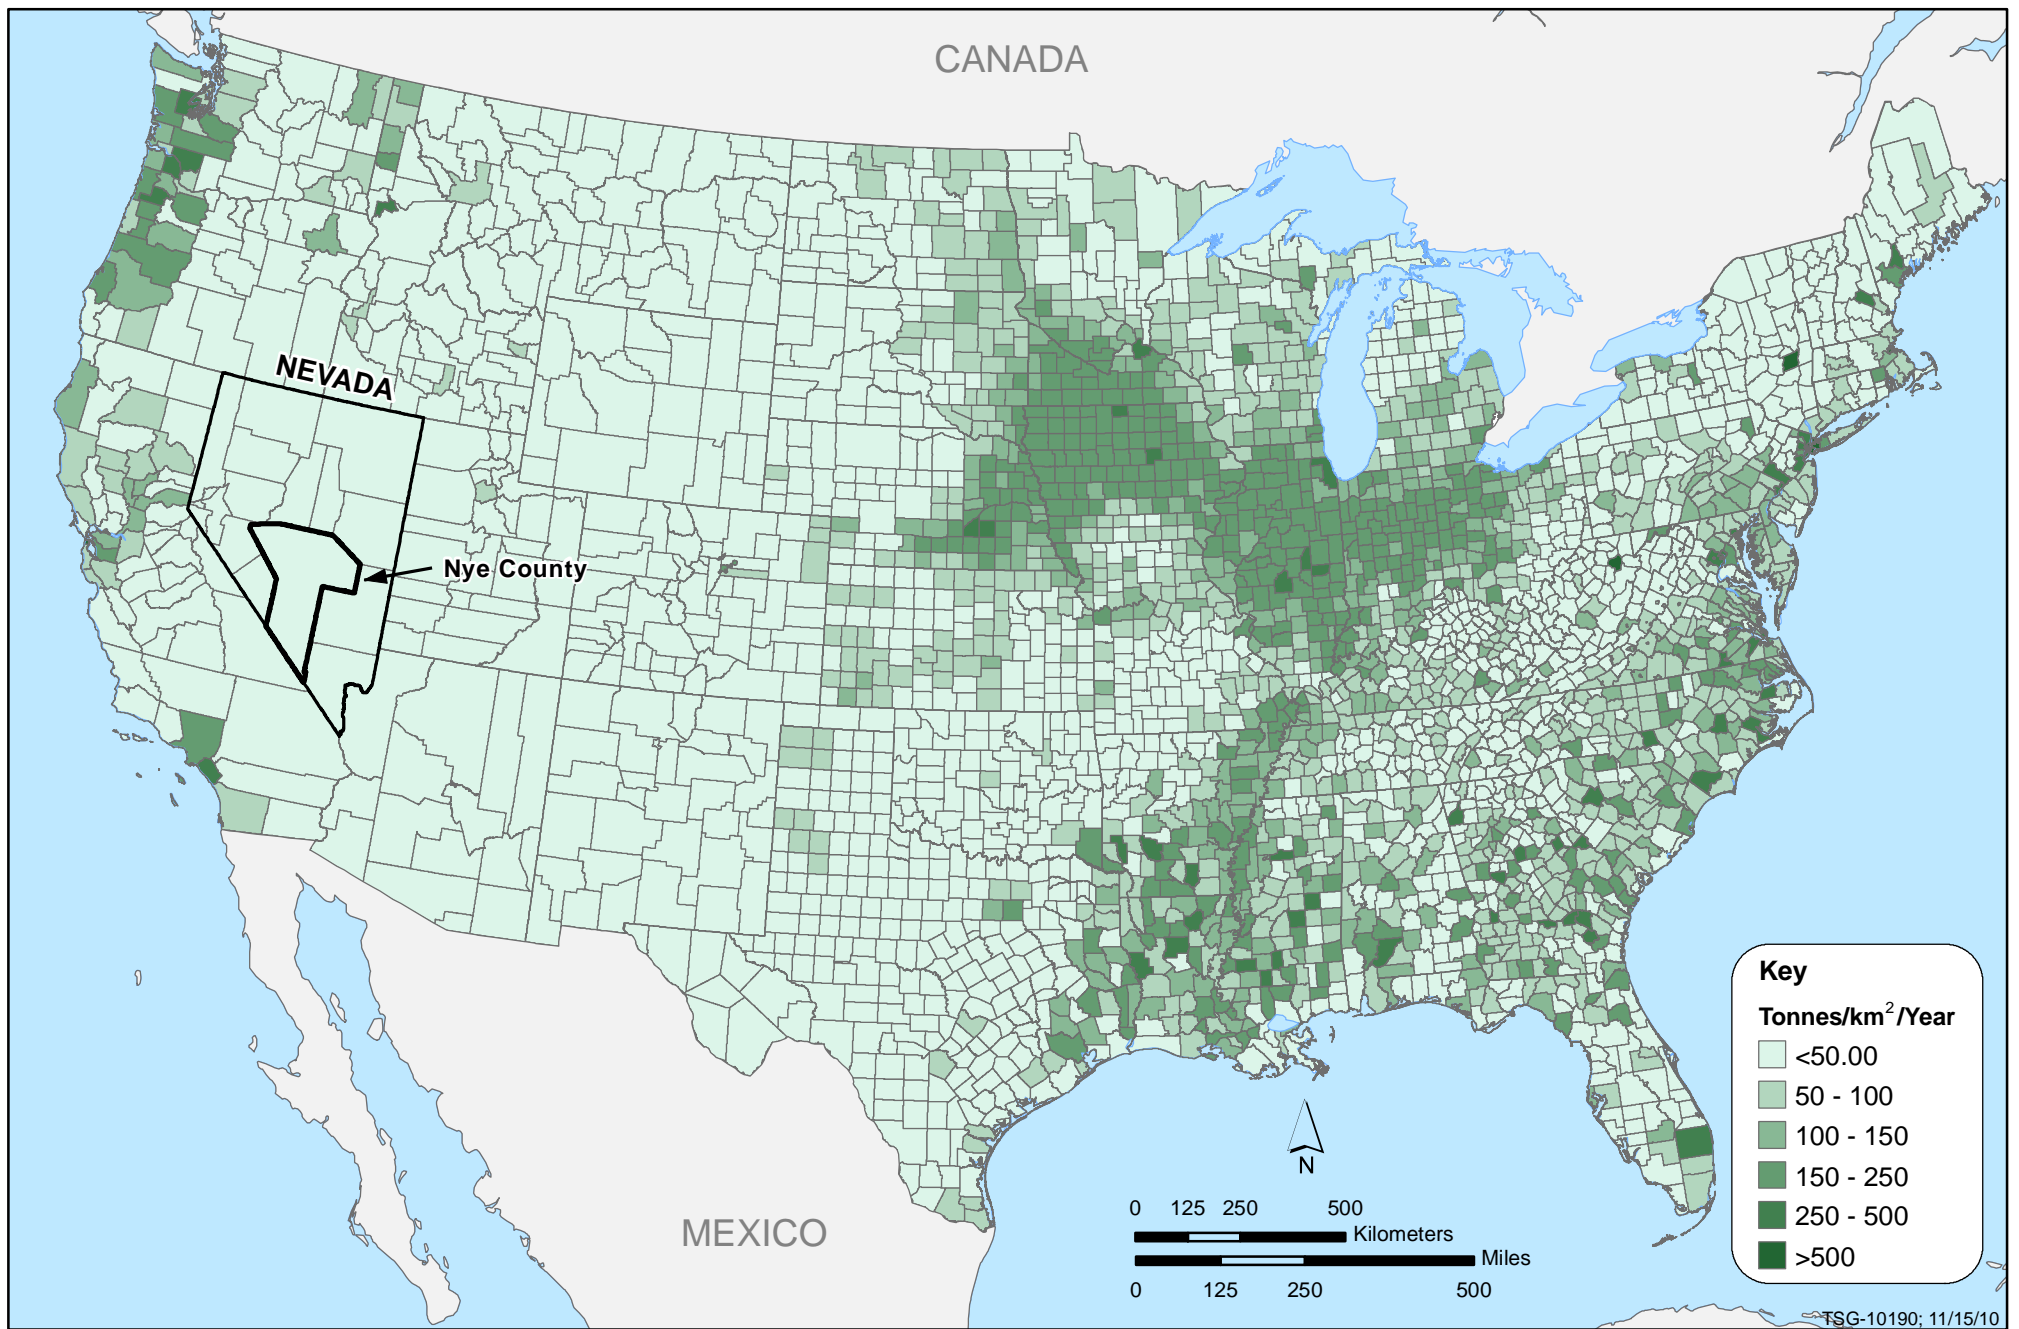 CANADA
NEVADA
Nye County
MEXICO
N
0 125 250 500
Kilometers
Miles
0 125 250 500
Key
Tonnes/km²/Year
<50.00
50 - 100
100 - 150
150 - 250
250 - 500
>500
TSG-10190; 11/15/10